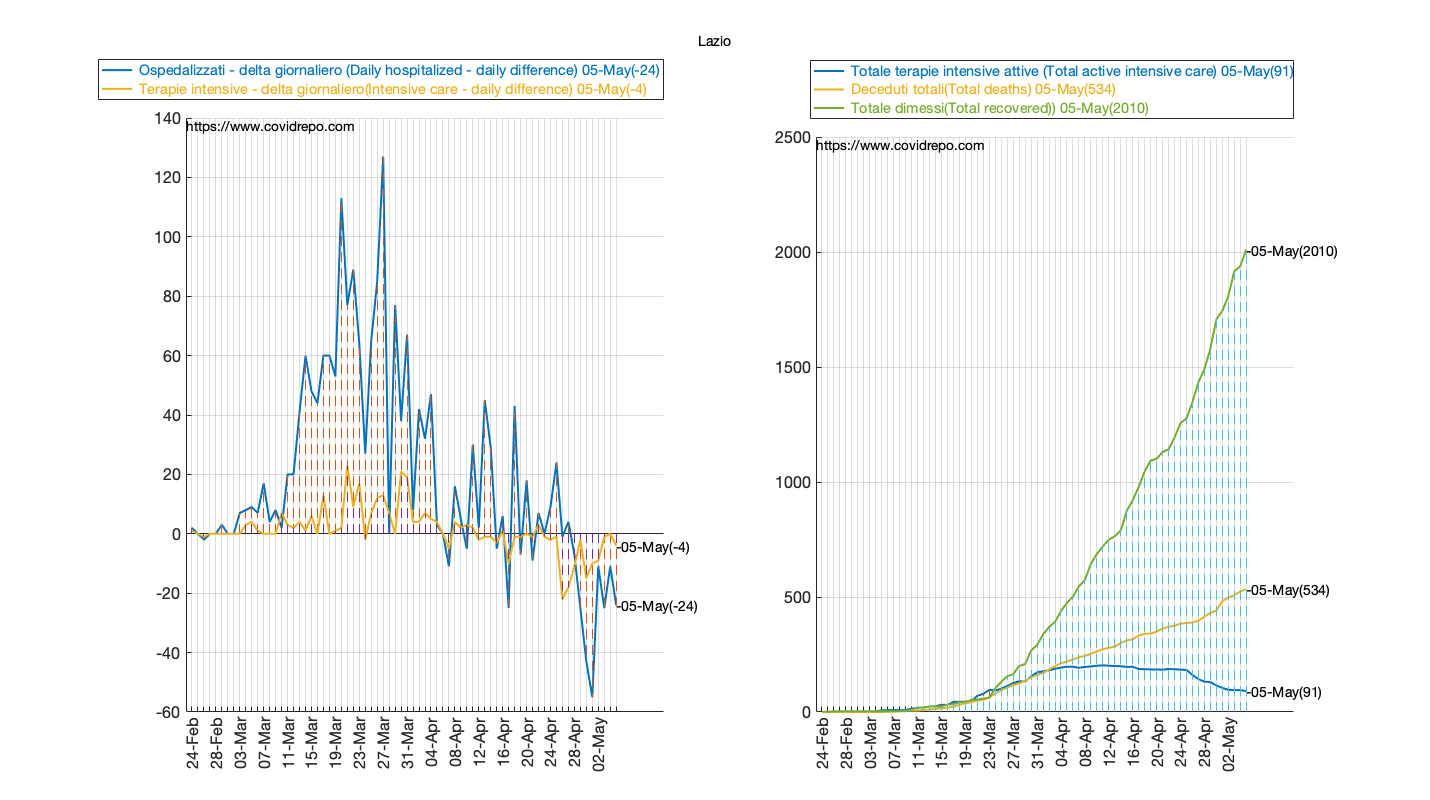 Lazio
Ospedalizzati - delta giornaliero (Daily hospitalized - daily difference) 05-May(-24)
Terapie intensive - delta giornaliero(Intensive care - daily difference) 05-May(-4)
https://www.covidrepo.com
140
120
100
80
60
40
20
0
-20
-40
-60
05-May(-4)
05-May(-24)
24-Feb
28-Feb
03-Mar
07-Mar
11-Mar
15-Mar
19-Mar
23-Mar
27-Mar
31-Mar
04-Apr
08-Apr
12-Apr
16-Apr
20-Apr
24-Apr
28-Apr
02-May
Totale terapie intensive attive (Total active intensive care) 05-May(91)
Deceduti totali(Total deaths) 05-May(534)
Totale dimessi(Total recovered)) 05-May(2010)
https://www.covidrepo.com
2500
2000
1500
1000
500
0
05-May(2010)
05-May(534)
05-May(91)
24-Feb
28-Feb
03-Mar
07-Mar
11-Mar
15-Mar
19-Mar
23-Mar
27-Mar
31-Mar
04-Apr
08-Apr
12-Apr
16-Apr
20-Apr
24-Apr
28-Apr
02-May